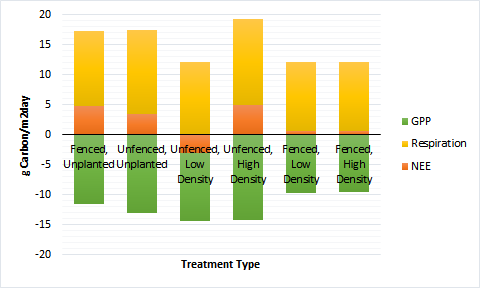 20
15
10
5
0
-5
-10
-15
-20
g Carbon/m2day
Fenced,
Unplanted
Unfenced,
Unplanted
Unfenced,
Low
Density
Unfenced,
High
Density
Fenced,
Low
Density
Fenced,
High
Density
Treatment Type
GPP
Respiration
NEE